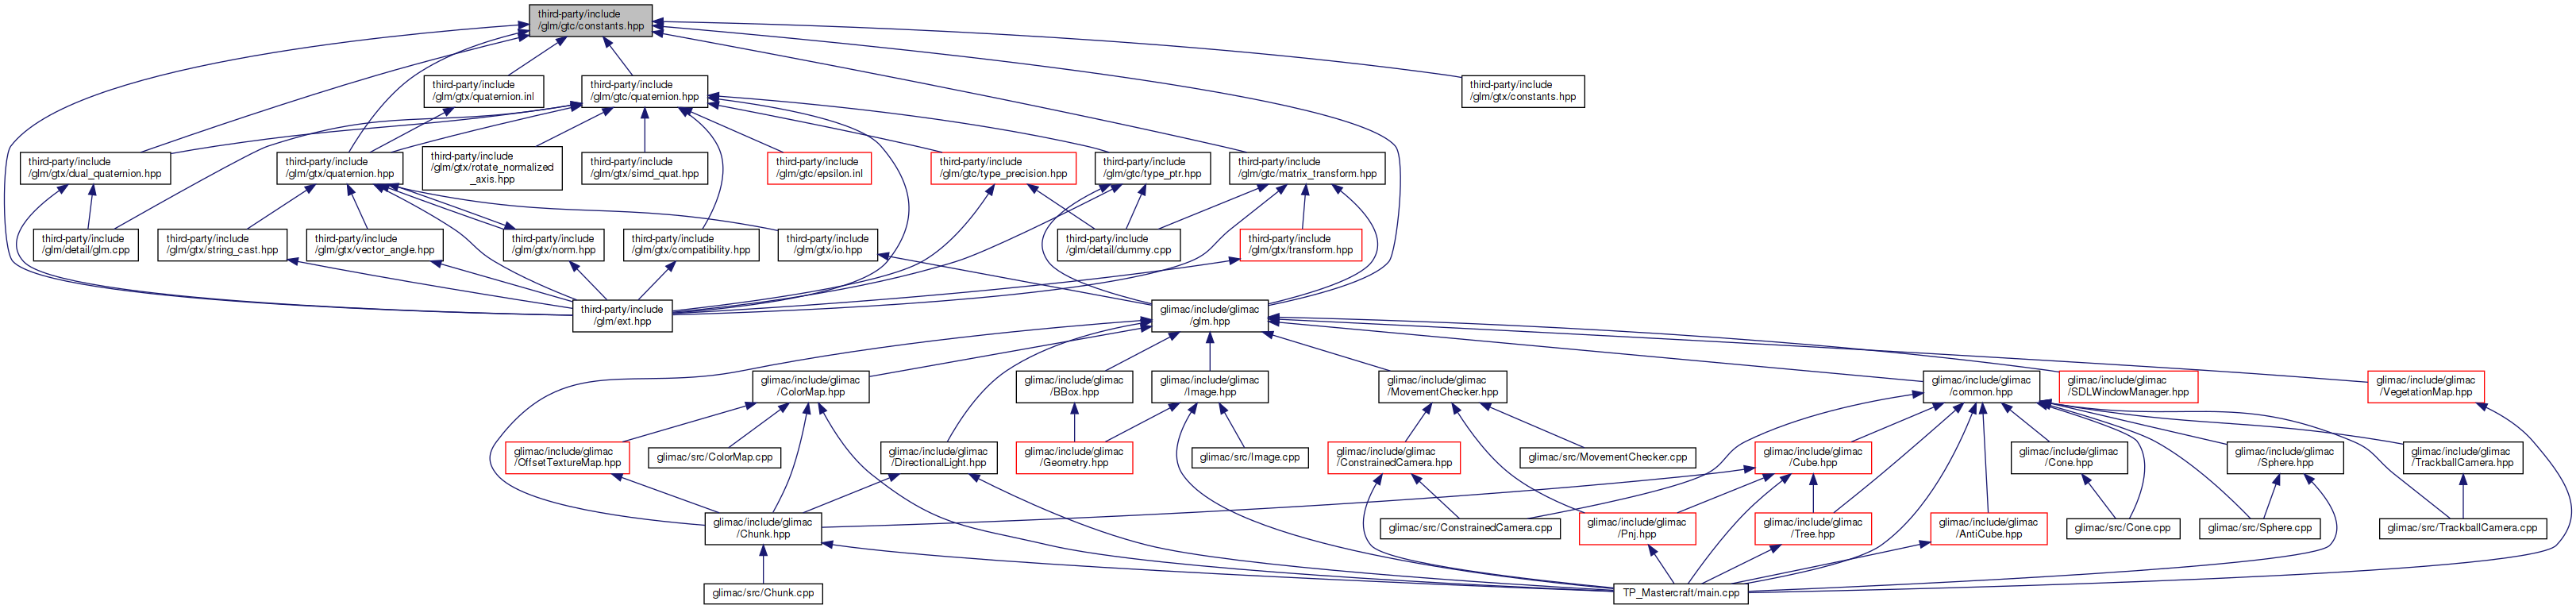 third-party/include
/glm/gtc/constants.hpp
third-party/include
/glm/gtx/quaternion.inl
third-party/include
/glm/gtc/quaternion.hpp
third-party/include
/glm/gtx/constants.hpp
third-party/include
/glm/gtx/dual_quaternion.hpp
third-party/include
/glm/gtx/quaternion.hpp
third-party/include
/glm/gtx/rotate_normalized
_axis.hpp
third-party/include
/glm/gtx/simd_quat.hpp
third-party/include
/glm/gtc/epsilon.inl
third-party/include
/glm/gtc/type_precision.hpp
third-party/include
/glm/gtc/type_ptr.hpp
third-party/include
/glm/gtc/matrix_transform.hpp
third-party/include
/glm/detail/glm.cpp
third-party/include
/glm/gtx/string_cast.hpp
third-party/include
/glm/gtx/vector_angle.hpp
third-party/include
/glm/gtx/norm.hpp
third-party/include
/glm/gtx/compatibility.hpp
third-party/include
/glm/gtx/io.hpp
third-party/include
/glm/detail/dummy.cpp
third-party/include
/glm/gtx/transform.hpp
third-party/include
/glm/ext.hpp
glimac/include/glimac
/glm.hpp
glimac/include/glimac
/ColorMap.hpp
glimac/include/glimac
/BBox.hpp
glimac/include/glimac
/Image.hpp
glimac/include/glimac
/MovementChecker.hpp
glimac/include/glimac
/common.hpp
glimac/include/glimac
/SDLWindowManager.hpp
glimac/include/glimac
/VegetationMap.hpp
glimac/include/glimac
/OffsetTextureMap.hpp
glimac/src/ColorMap.cpp
glimac/include/glimac
/DirectionalLight.hpp
glimac/include/glimac
/Geometry.hpp
glimac/src/Image.cpp
glimac/include/glimac
/ConstrainedCamera.hpp
glimac/src/MovementChecker.cpp
glimac/include/glimac
/Cube.hpp
glimac/include/glimac
/Cone.hpp
glimac/include/glimac
/Sphere.hpp
glimac/include/glimac
/TrackballCamera.hpp
glimac/include/glimac
/Chunk.hpp
glimac/src/ConstrainedCamera.cpp
glimac/include/glimac
/Pnj.hpp
glimac/include/glimac
/Tree.hpp
glimac/include/glimac
/AntiCube.hpp
glimac/src/Cone.cpp
glimac/src/Sphere.cpp
glimac/src/TrackballCamera.cpp
glimac/src/Chunk.cpp
TP_Mastercraft/main.cpp